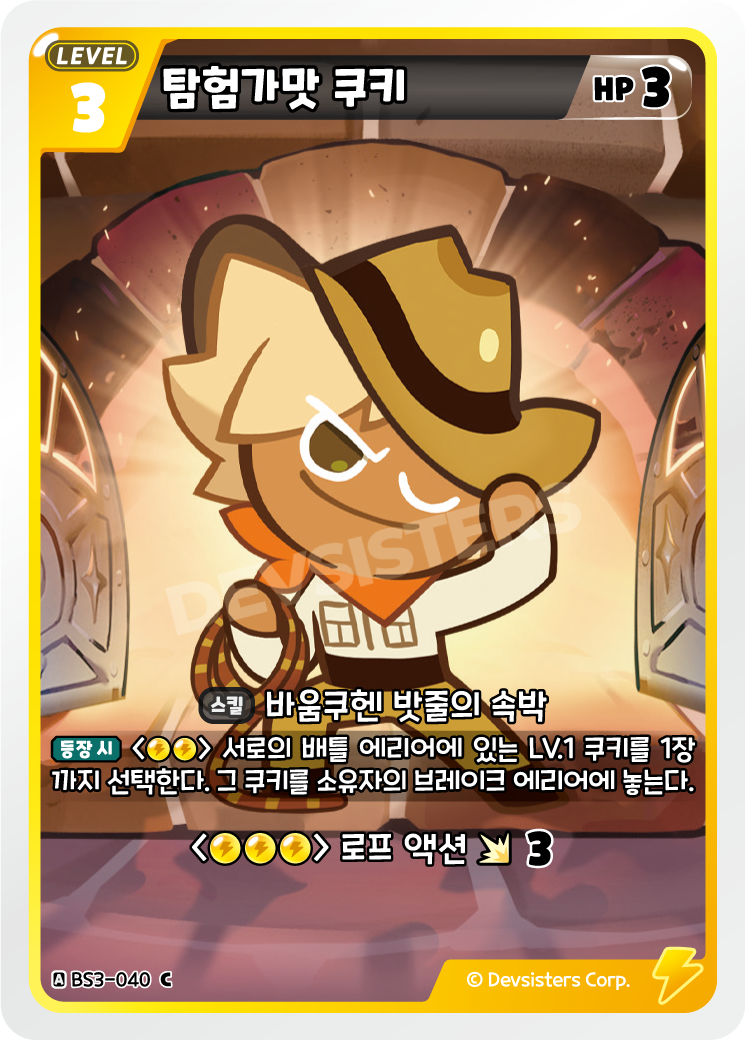 LEVEL
3
탐험가맛 쿠키
HP 3
DEVSISTERS
스킬 바움쿠헨 밧줄의 속박
등장 시 < > 서로의 배틀 에리어에 있는 LV.1 쿠키를 1장
까지 선택한다. 그 쿠키를 소유자의 브레이크 에리어에 놓는다.
< > 로프 액션 3
A BS3-040 C
© Devsisters Corp.